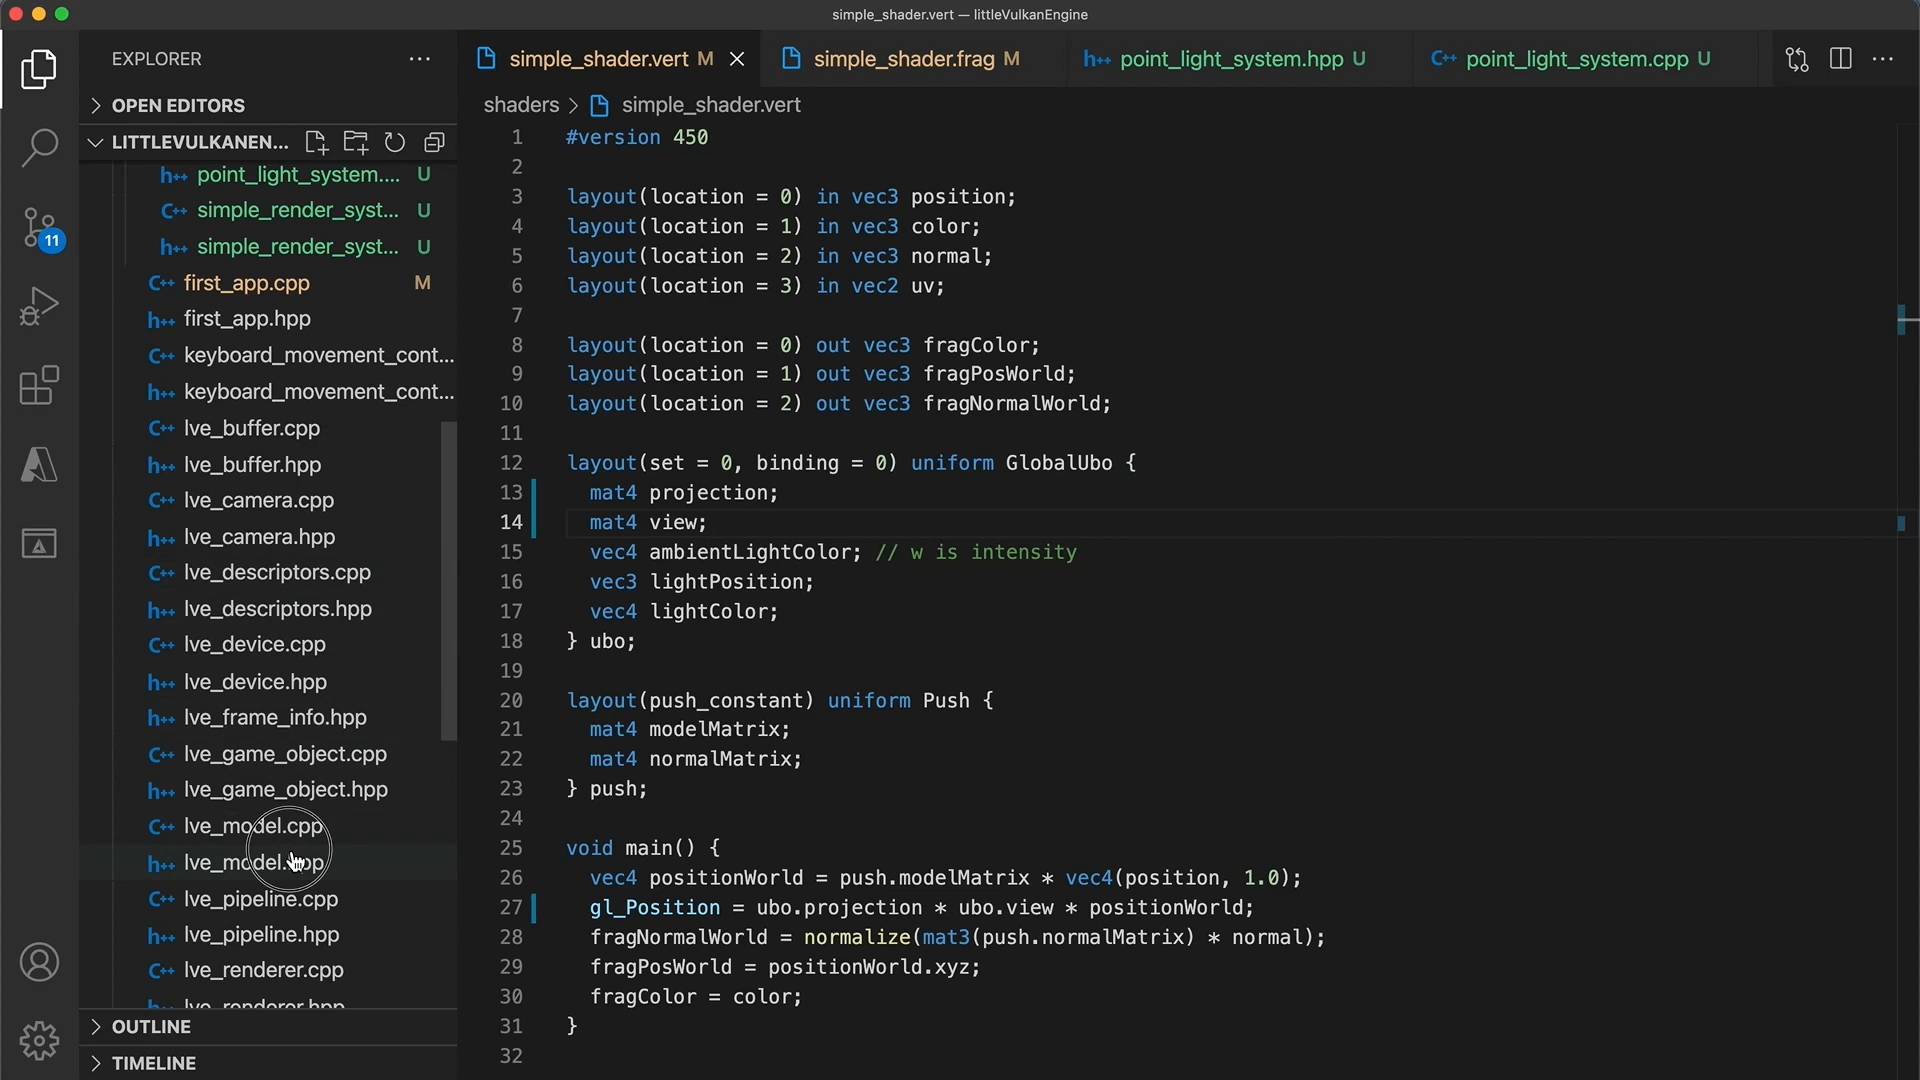 simple_shader.vert — littleVulkanEngine
EXPLORER
simple_shader.vert M
simple_shader.frag M
h++ point_light_system.hpp U
C++ point_light_system.cpp U
OPEN EDITORS
shaders > simple_shader.vert
LITTLEVULKANEN...
h++ point_light_system.... U
C++ simple_render_syst... U
h++ simple_render_syst... U
C++ first_app.cpp M
h++ first_app.hpp
C++ keyboard_movement_cont...
h++ keyboard_movement_cont...
C++ lve_buffer.cpp
h++ lve_buffer.hpp
C++ lve_camera.cpp
h++ lve_camera.hpp
C++ lve_descriptors.cpp
h++ lve_descriptors.hpp
C++ lve_device.cpp
h++ lve_device.hpp
h++ lve_frame_info.hpp
C++ lve_game_object.cpp
h++ lve_game_object.hpp
C++ lve_model.cpp
h++ lve_model.hpp
C++ lve_pipeline.cpp
h++ lve_pipeline.hpp
C++ lve_renderer.cpp
h++ lve_renderer.hpp
OUTLINE
TIMELINE
11
1 #version 450
2
3 layout(location = 0) in vec3 position;
4 layout(location = 1) in vec3 color;
5 layout(location = 2) in vec3 normal;
6 layout(location = 3) in vec2 uv;
7
8 layout(location = 0) out vec3 fragColor;
9 layout(location = 1) out vec3 fragPosWorld;
10 layout(location = 2) out vec3 fragNormalWorld;
11
12 layout(set = 0, binding = 0) uniform GlobalUbo {
13 mat4 projection;
14 mat4 view;
15 vec4 ambientLightColor; // w is intensity
16 vec3 lightPosition;
17 vec4 lightColor;
18 } ubo;
19
20 layout(push_constant) uniform Push {
21 mat4 modelMatrix;
22 mat4 normalMatrix;
23 } push;
24
25 void main() {
26 vec4 positionWorld = push.modelMatrix * vec4(position, 1.0);
27 gl_Position = ubo.projection * ubo.view * positionWorld;
28 fragNormalWorld = normalize(mat3(push.normalMatrix) * normal);
29 fragPosWorld = positionWorld.xyz;
30 fragColor = color;
31 }
32